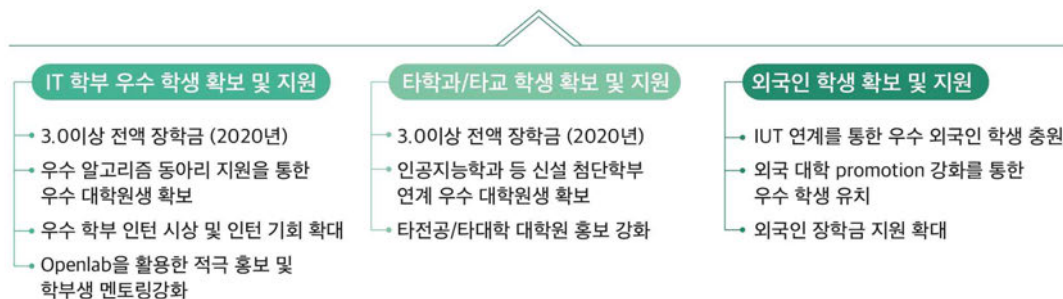 IT 학부 우수 학생 확보 및 지원
3.0이상 전액 장학금 (2020년)
우수 알고리즘 동아리 지원을 통한
우수 대학원생 확보
우수 학부 인턴 시상 및 인턴 기회 확대
Openlab을 활용한 적극 홍보 및
학부생 멘토링강화
타학과/타교 학생 확보 및 지원
3.0이상 전액 장학금 (2020년)
인공지능학과 등 신설 첨단학부
연계 우수 대학원생 확보
타전공/타대학 대학원 홍보 강화
외국인 학생 확보 및 지원
IUT 연계를 통한 우수 외국인 학생 충원
외국 대학 promotion 강화를 통한
우수 학생 유치
외국인 장학금 지원 확대